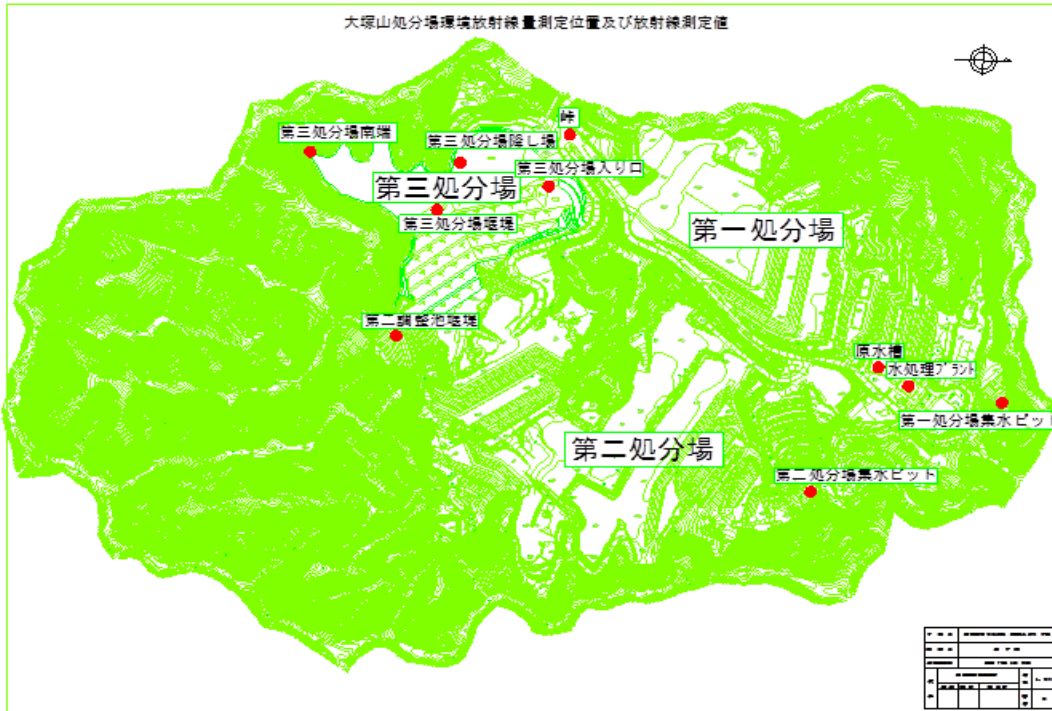 大塚山処分場環境放射線量測定位置及び放射線測定値
峠
第三処分場南端
第三処分場降し場
第三処分場入り口
第三処分場
第三処分場堰堤
第一処分場
第二調整池堰堤
原水槽
水処理プラント
第一処分場集水ピット
第二処分場
第二処分場集水ピット